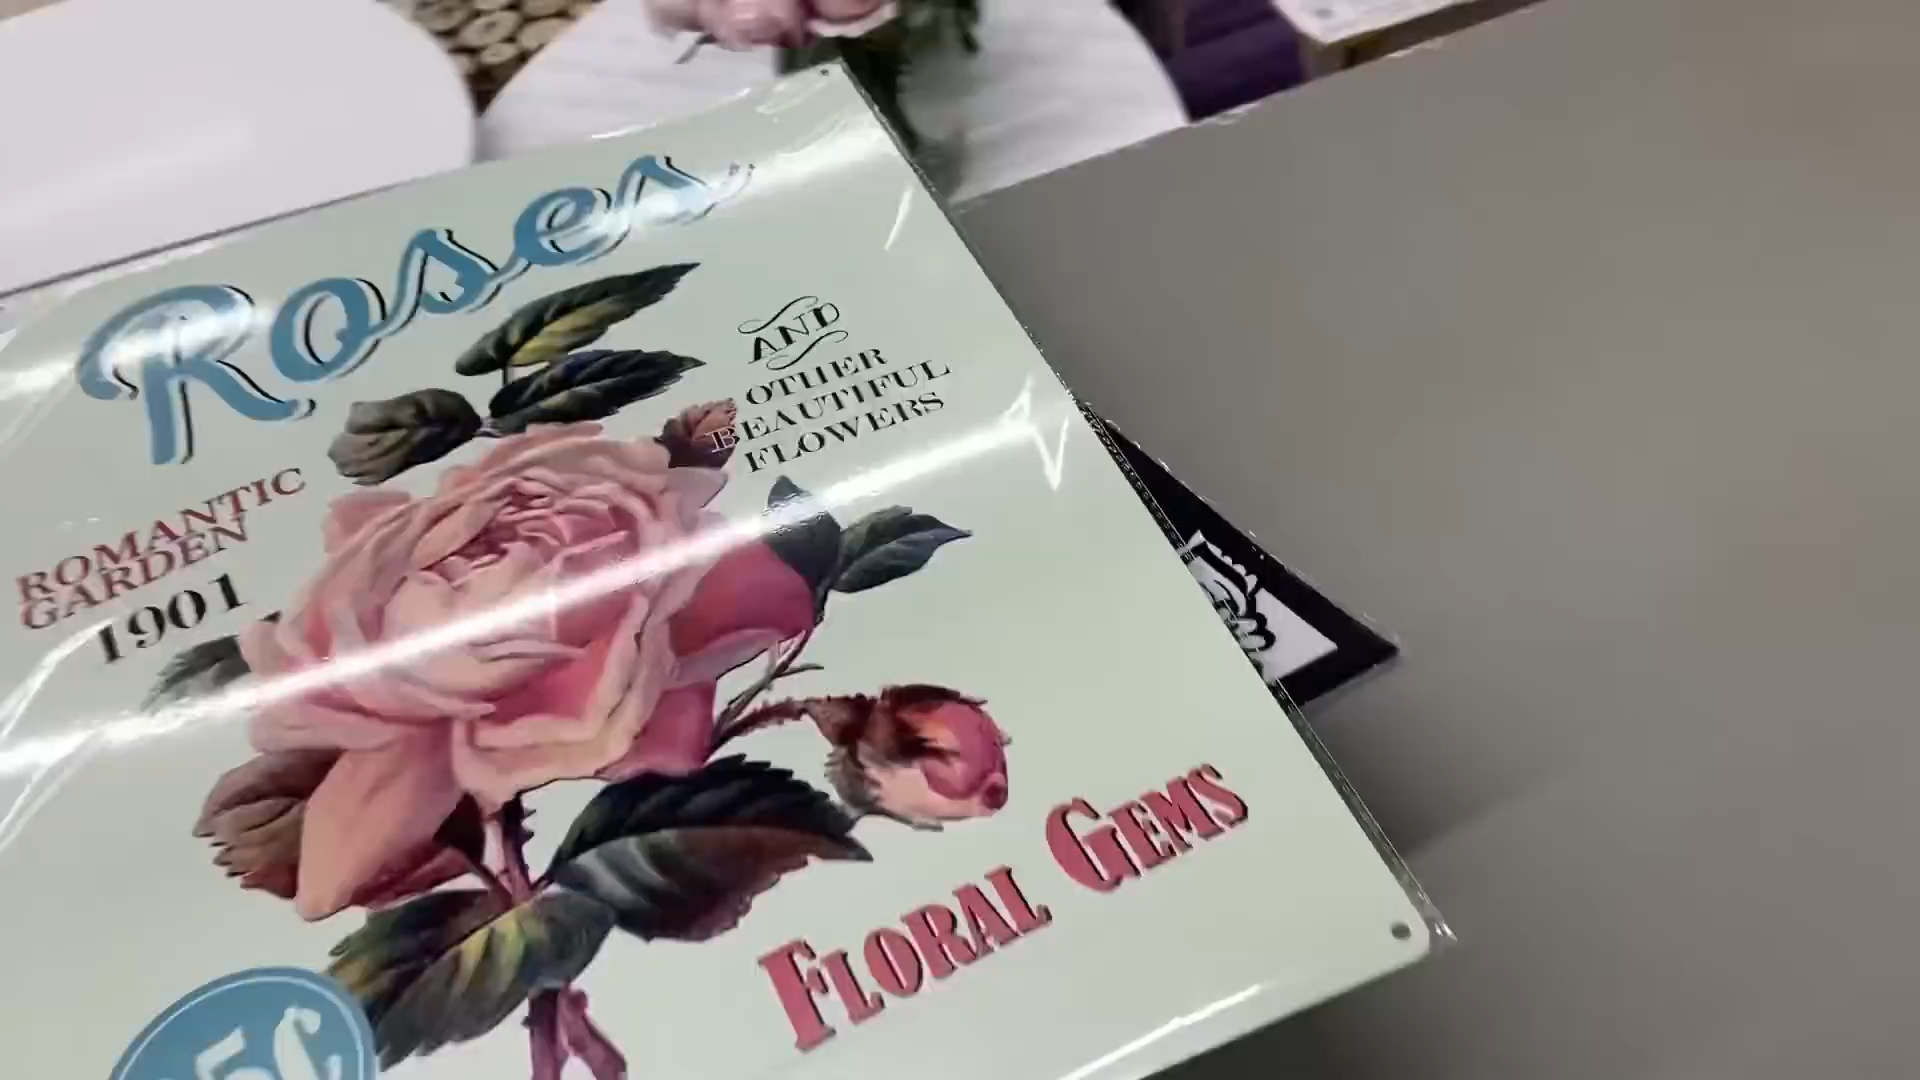 Roses
AND
OTHER
BEAUTIFUL
FLOWERS
ROMANTIC
GARDEN
1901
FLORAL GEMS